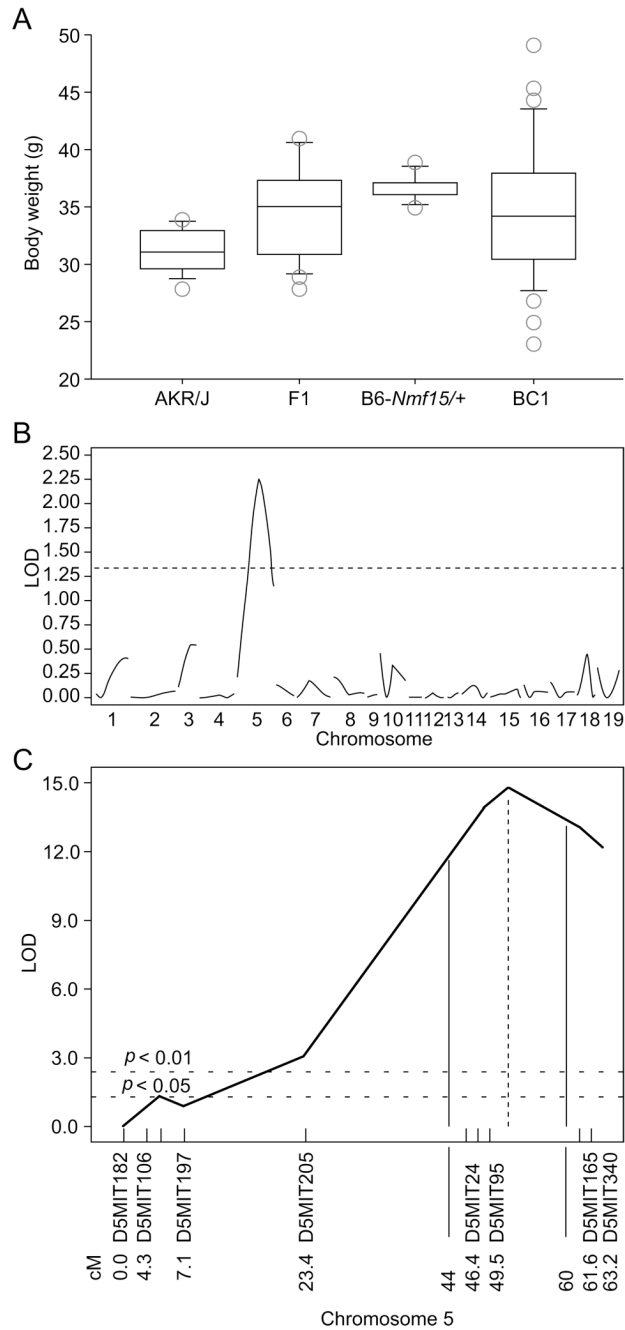 A
Body weight (g)
50
45
40
35
30
25
20
AKR/J F1 B6-Nmf15/+ BC1
B
LOD
2.50
2.25
2.00
1.75
1.50
1.25
1.00
0.75
0.50
0.25
0.00
1 2 3 4 5 6 7 8 9 10 11 12 13 14 15 16 17 18 19
Chromosome
C
LOD
15.0
12.0
9.0
6.0
3.0
0.0
p < 0.01
p < 0.05
cM
0.0 D5MIT182
4.3 D5MIT106
7.1 D5MIT197
23.4 D5MIT205
44
46.4 D5MIT24
49.5 D5MIT95
60
61.6 D5MIT165
63.2 D5MIT340
Chromosome 5